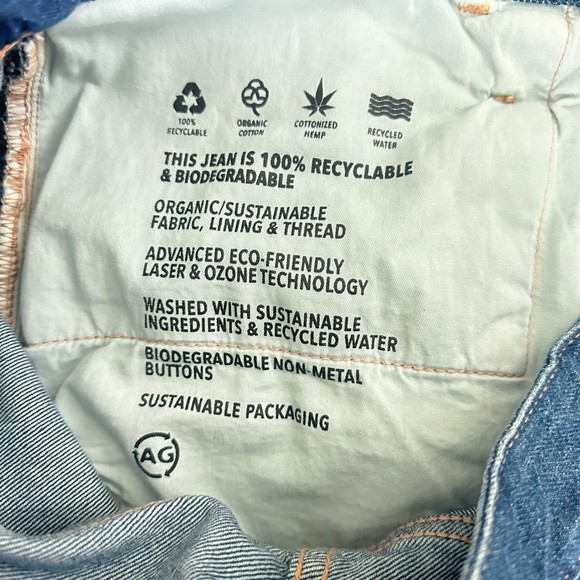 100%
RECYCLABLE
ORGANIC
COTTON
COTTONIZED
HEMP
RECYCLED
WATER
THIS JEAN IS 100% RECYCLABLE
& BIODEGRADABLE
ORGANIC/SUSTAINABLE
FABRIC, LINING & THREAD
ADVANCED ECO-FRIENDLY
LASER & OZONE TECHNOLOGY
WASHED WITH SUSTAINABLE
INGREDIENTS & RECYCLED WATER
BIODEGRADABLE NON-METAL
BUTTONS
SUSTAINABLE PACKAGING
AG